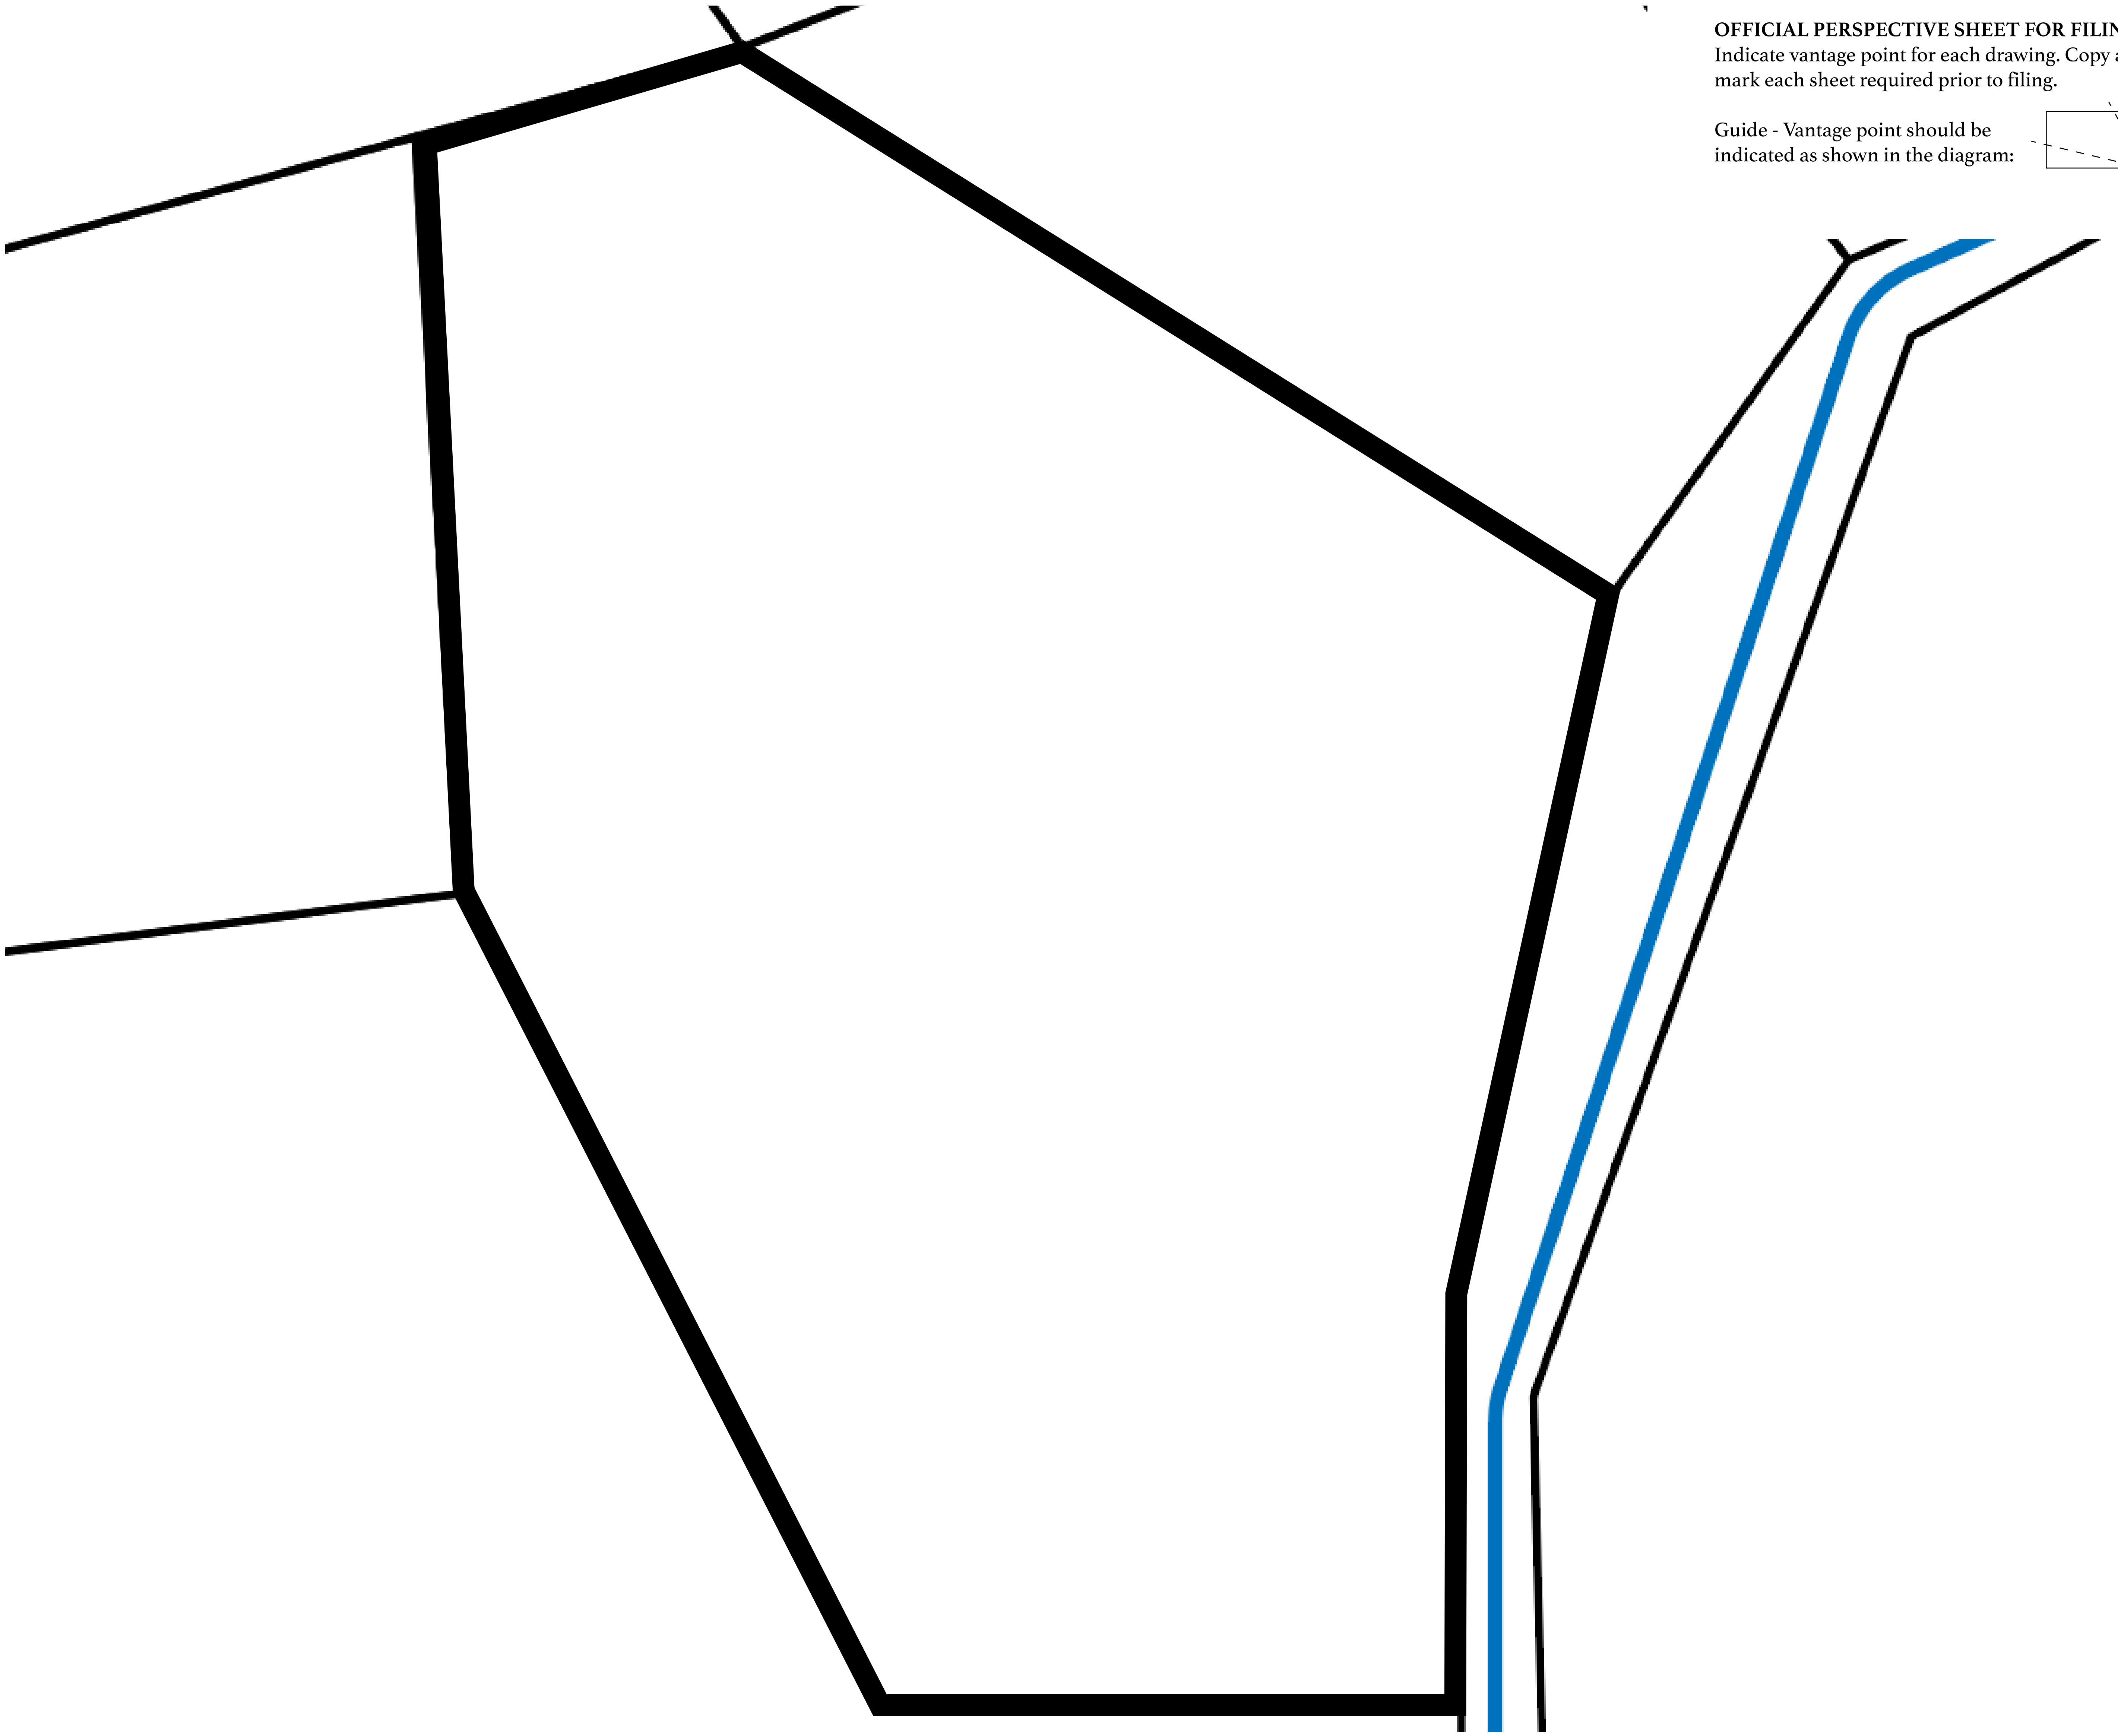 OFFICIAL PERSPECTIVE SHEET FOR FILIN
Indicate vantage point for each drawing. Copy a
mark each sheet required prior to filing.
Guide - Vantage point should be
indicated as shown in the diagram: